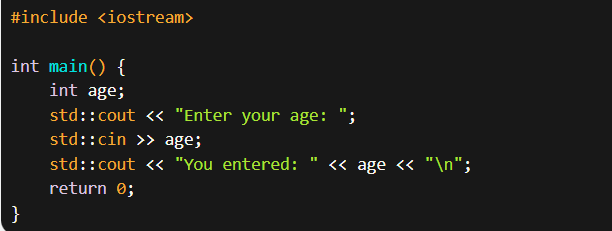 #include <iostream>

int main() {
    int age;
    std::cout << "Enter your age: ";
    std::cin >> age;
    std::cout << "You entered: " << age << "\n";
    return 0;
}